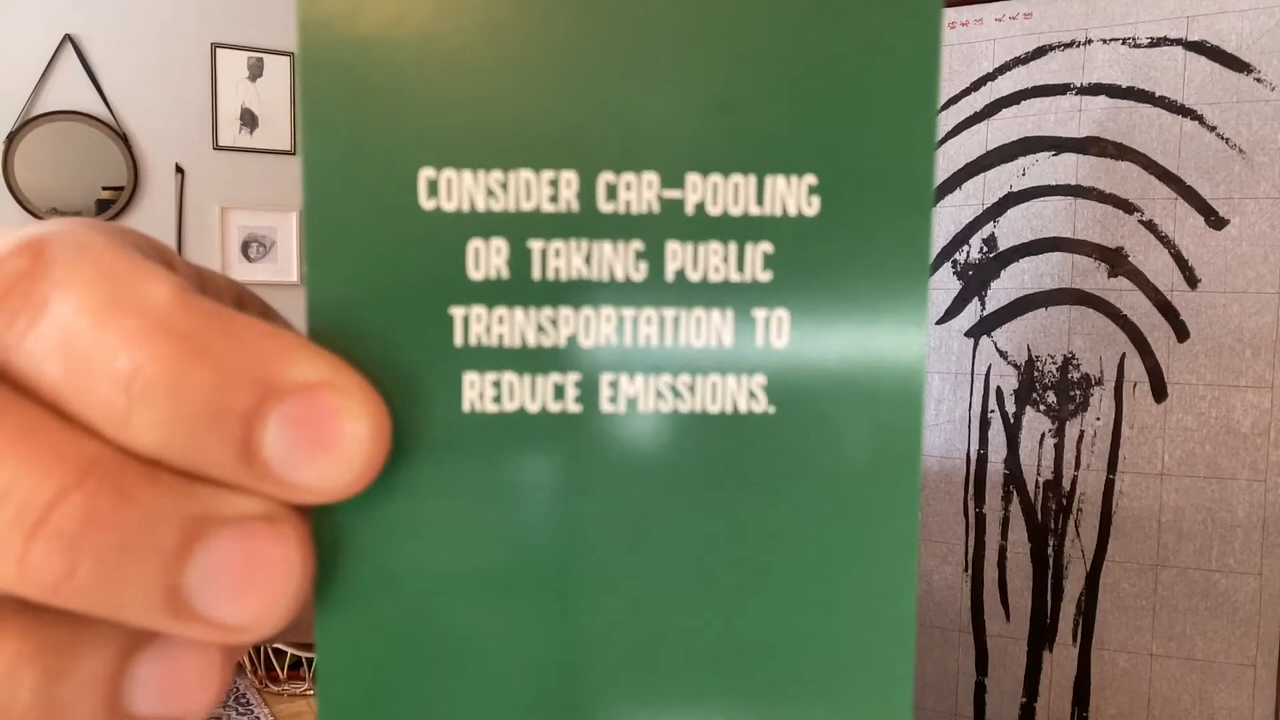 CONSIDER CAR-POOLING
OR TAKING PUBLIC
TRANSPORTATION TO
REDUCE EMISSIONS.